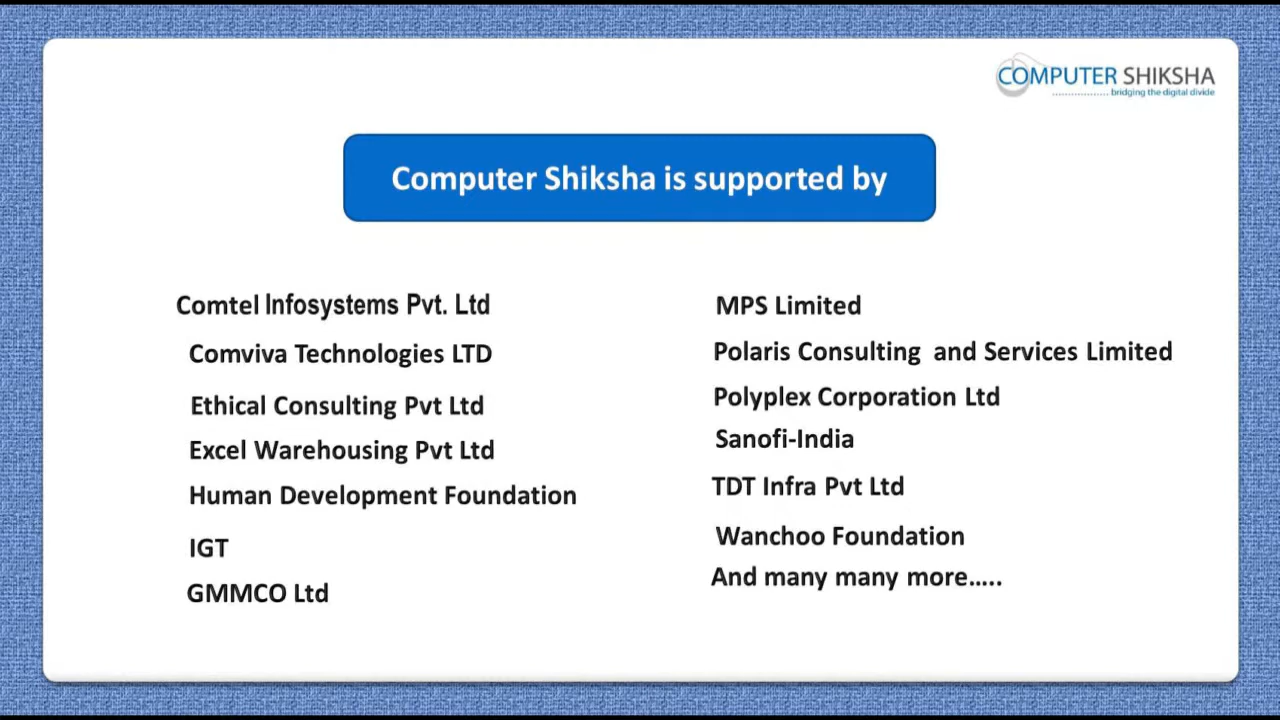 COMPUTER SHIKSHA
bridging the digital divide
Computer Shiksha is supported by
Comtel Infosystems Pvt. Ltd
Comviva Technologies LTD
Ethical Consulting Pvt Ltd
Excel Warehousing Pvt Ltd
Human Development Foundation
IGT
GMMCO Ltd
MPS Limited
Polaris Consulting and Services Limited
Polyplex Corporation Ltd
Sanofi-India
TDT Infra Pvt Ltd
Wanchoo Foundation
And many many more.....